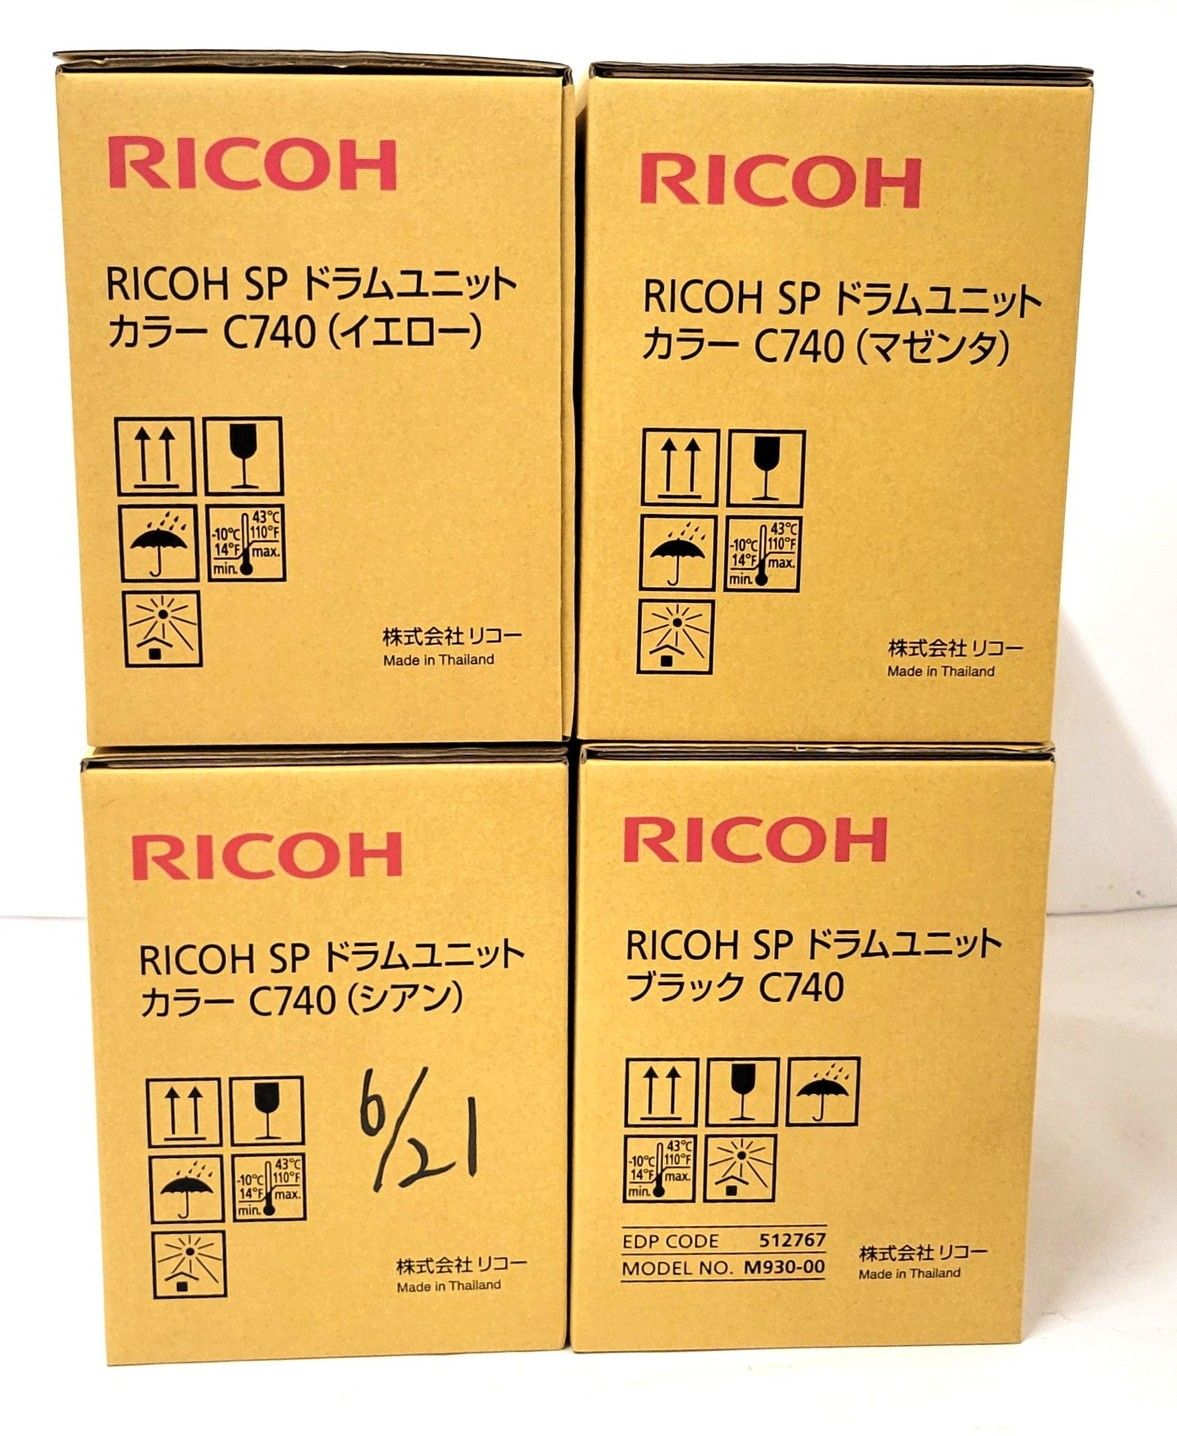 RICOH
RICOH SP ドラムユニット
カラー C740（イエロー）
-10℃
14°F
min.
43℃
110°F
max.
株式会社 リコー
Made in Thailand
RICOH
RICOH SP ドラムユニット
カラー C740（マゼンタ）
-10℃
14°F
min.
43℃
110°F
max.
株式会社 リコー
Made in Thailand
RICOH
RICOH SP ドラムユニット
カラー C740（シアン）
6/21
-10℃
14°F
min.
43℃
110°F
max.
株式会社 リコー
Made in Thailand
RICOH
RICOH SP ドラムユニット
ブラック C740
-10℃
14°F
min.
43℃
110°F
max.
EDP CODE 512767
MODEL NO. M930-00
株式会社 リコー
Made in Thailand